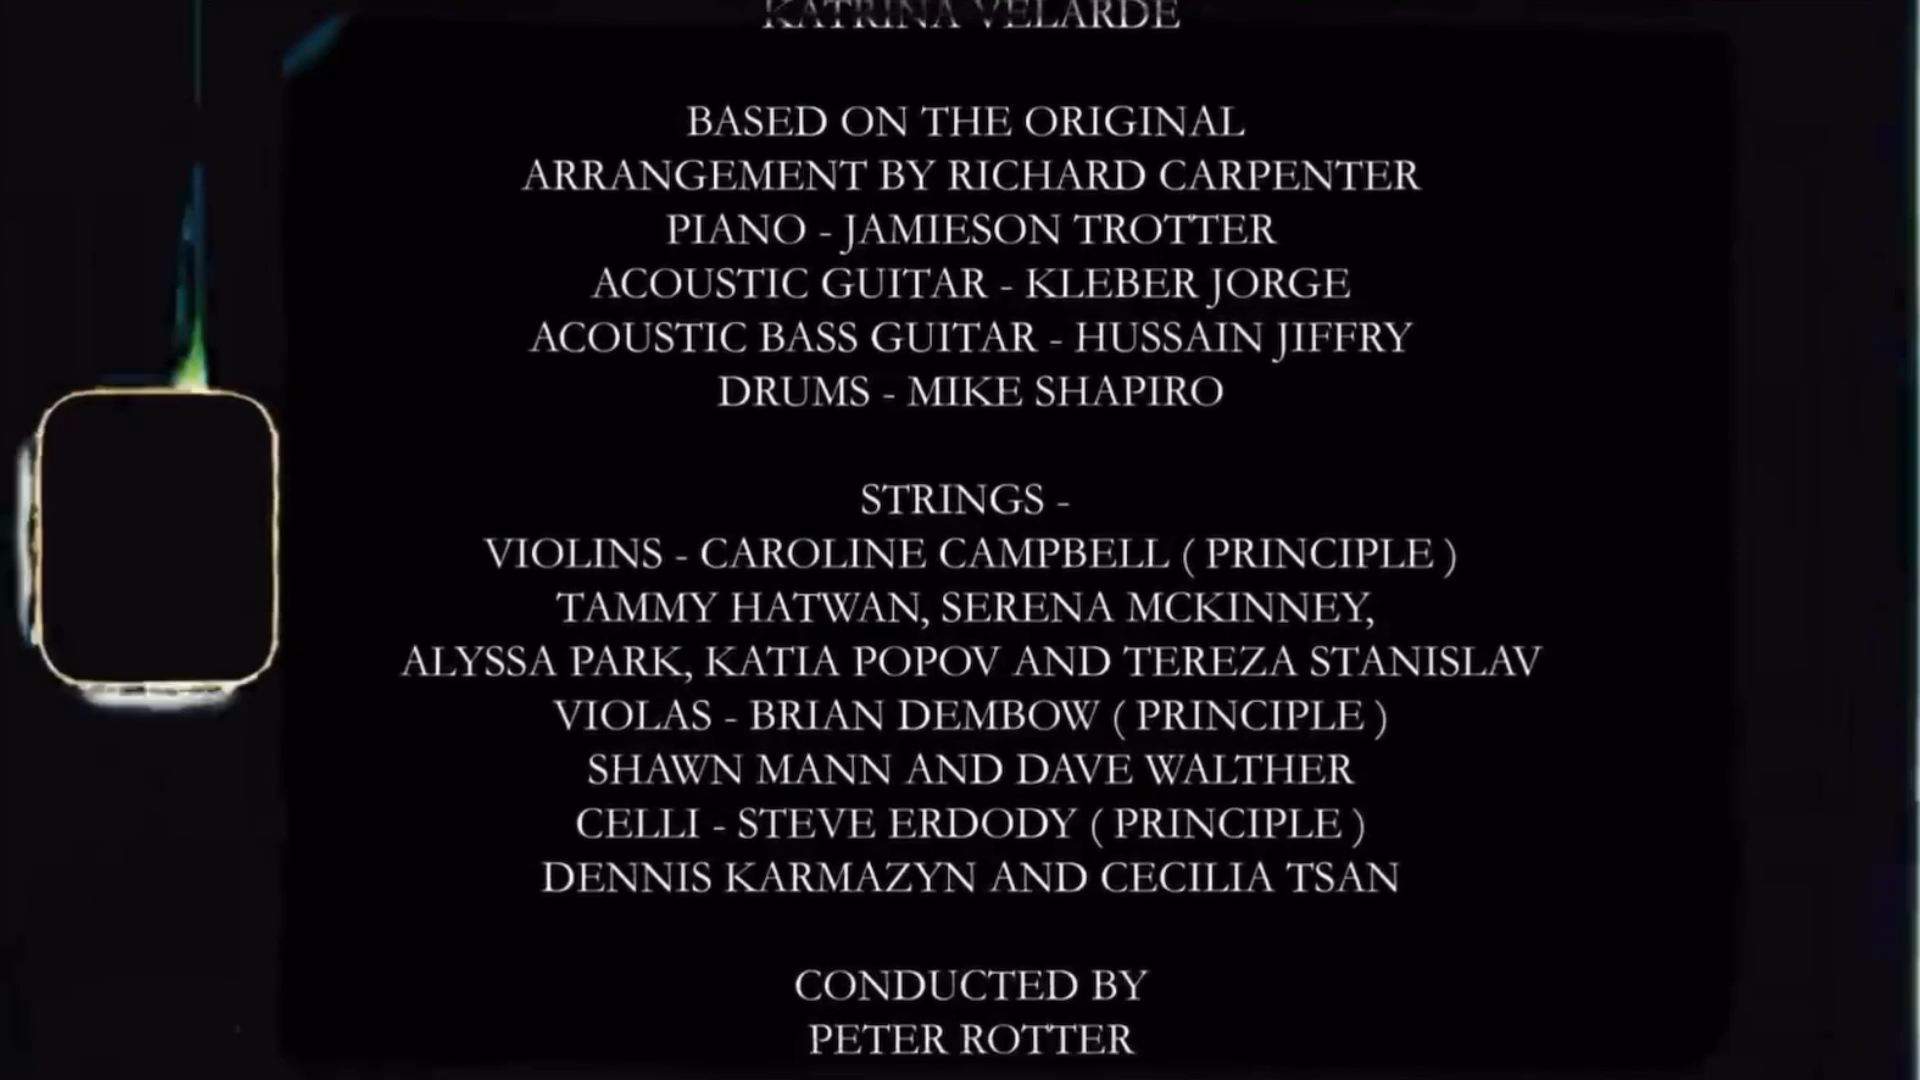 KATRINA VELARDE
BASED ON THE ORIGINAL
ARRANGEMENT BY RICHARD CARPENTER
PIANO - JAMIESON TROTTER
ACOUSTIC GUITAR - KLEBER JORGE
ACOUSTIC BASS GUITAR - HUSSAIN JIFFRY
DRUMS - MIKE SHAPIRO
STRINGS -
VIOLINS - CAROLINE CAMPBELL ( PRINCIPLE )
TAMMY HATWAN, SERENA MCKINNEY,
ALYSSA PARK, KATIA POPOV AND TEREZA STANISLAV
VIOLAS - BRIAN DEMBOW ( PRINCIPLE )
SHAWN MANN AND DAVE WALTHER
CELLI - STEVE ERDODY ( PRINCIPLE )
DENNIS KARMAZYN AND CECILIA TSAN
CONDUCTED BY
PETER ROTTER